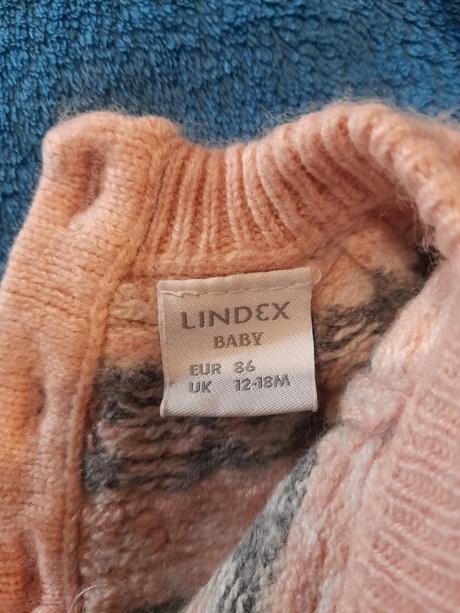 LINDEX
BABY
EUR 86
UK 12-18M